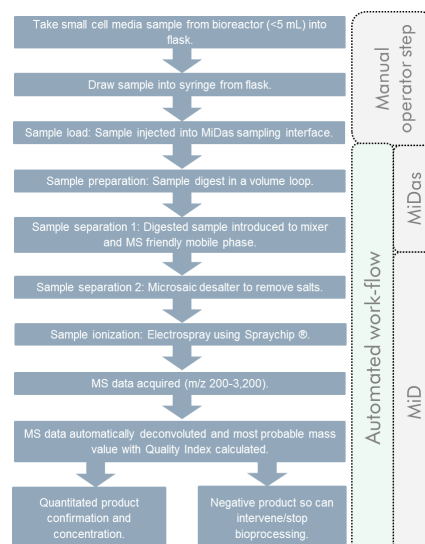 Take small cell media sample from bioreactor (<5 mL) into
flask.
Draw sample into syringe from flask.
Sample load: Sample injected into MiDas sampling interface.
Sample preparation: Sample digest in a volume loop.
Sample separation 1: Digested sample introduced to mixer
and MS friendly mobile phase.
Sample separation 2: Microsaic desalter to remove salts.
Sample ionization: Electrospray using Spraychip ®.
MS data acquired (m/z 200-3,200).
MS data automatically deconvoluted and most probable mass
value with Quality Index calculated.
Quantitated product
confirmation and
concentration.
Negative product so can
intervene/stop
bioprocessing.
Manual
operator step
Automated work-flow
MiDas
MiD